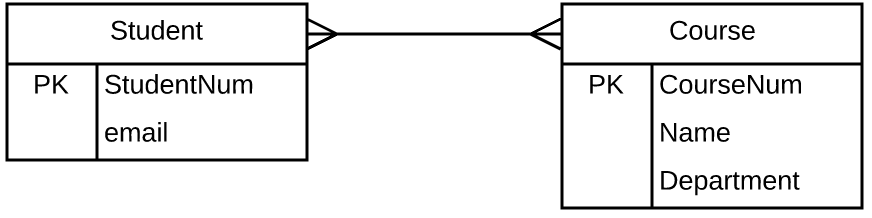 Student
PK StudentNum
email
Course
PK CourseNum
Name
Department